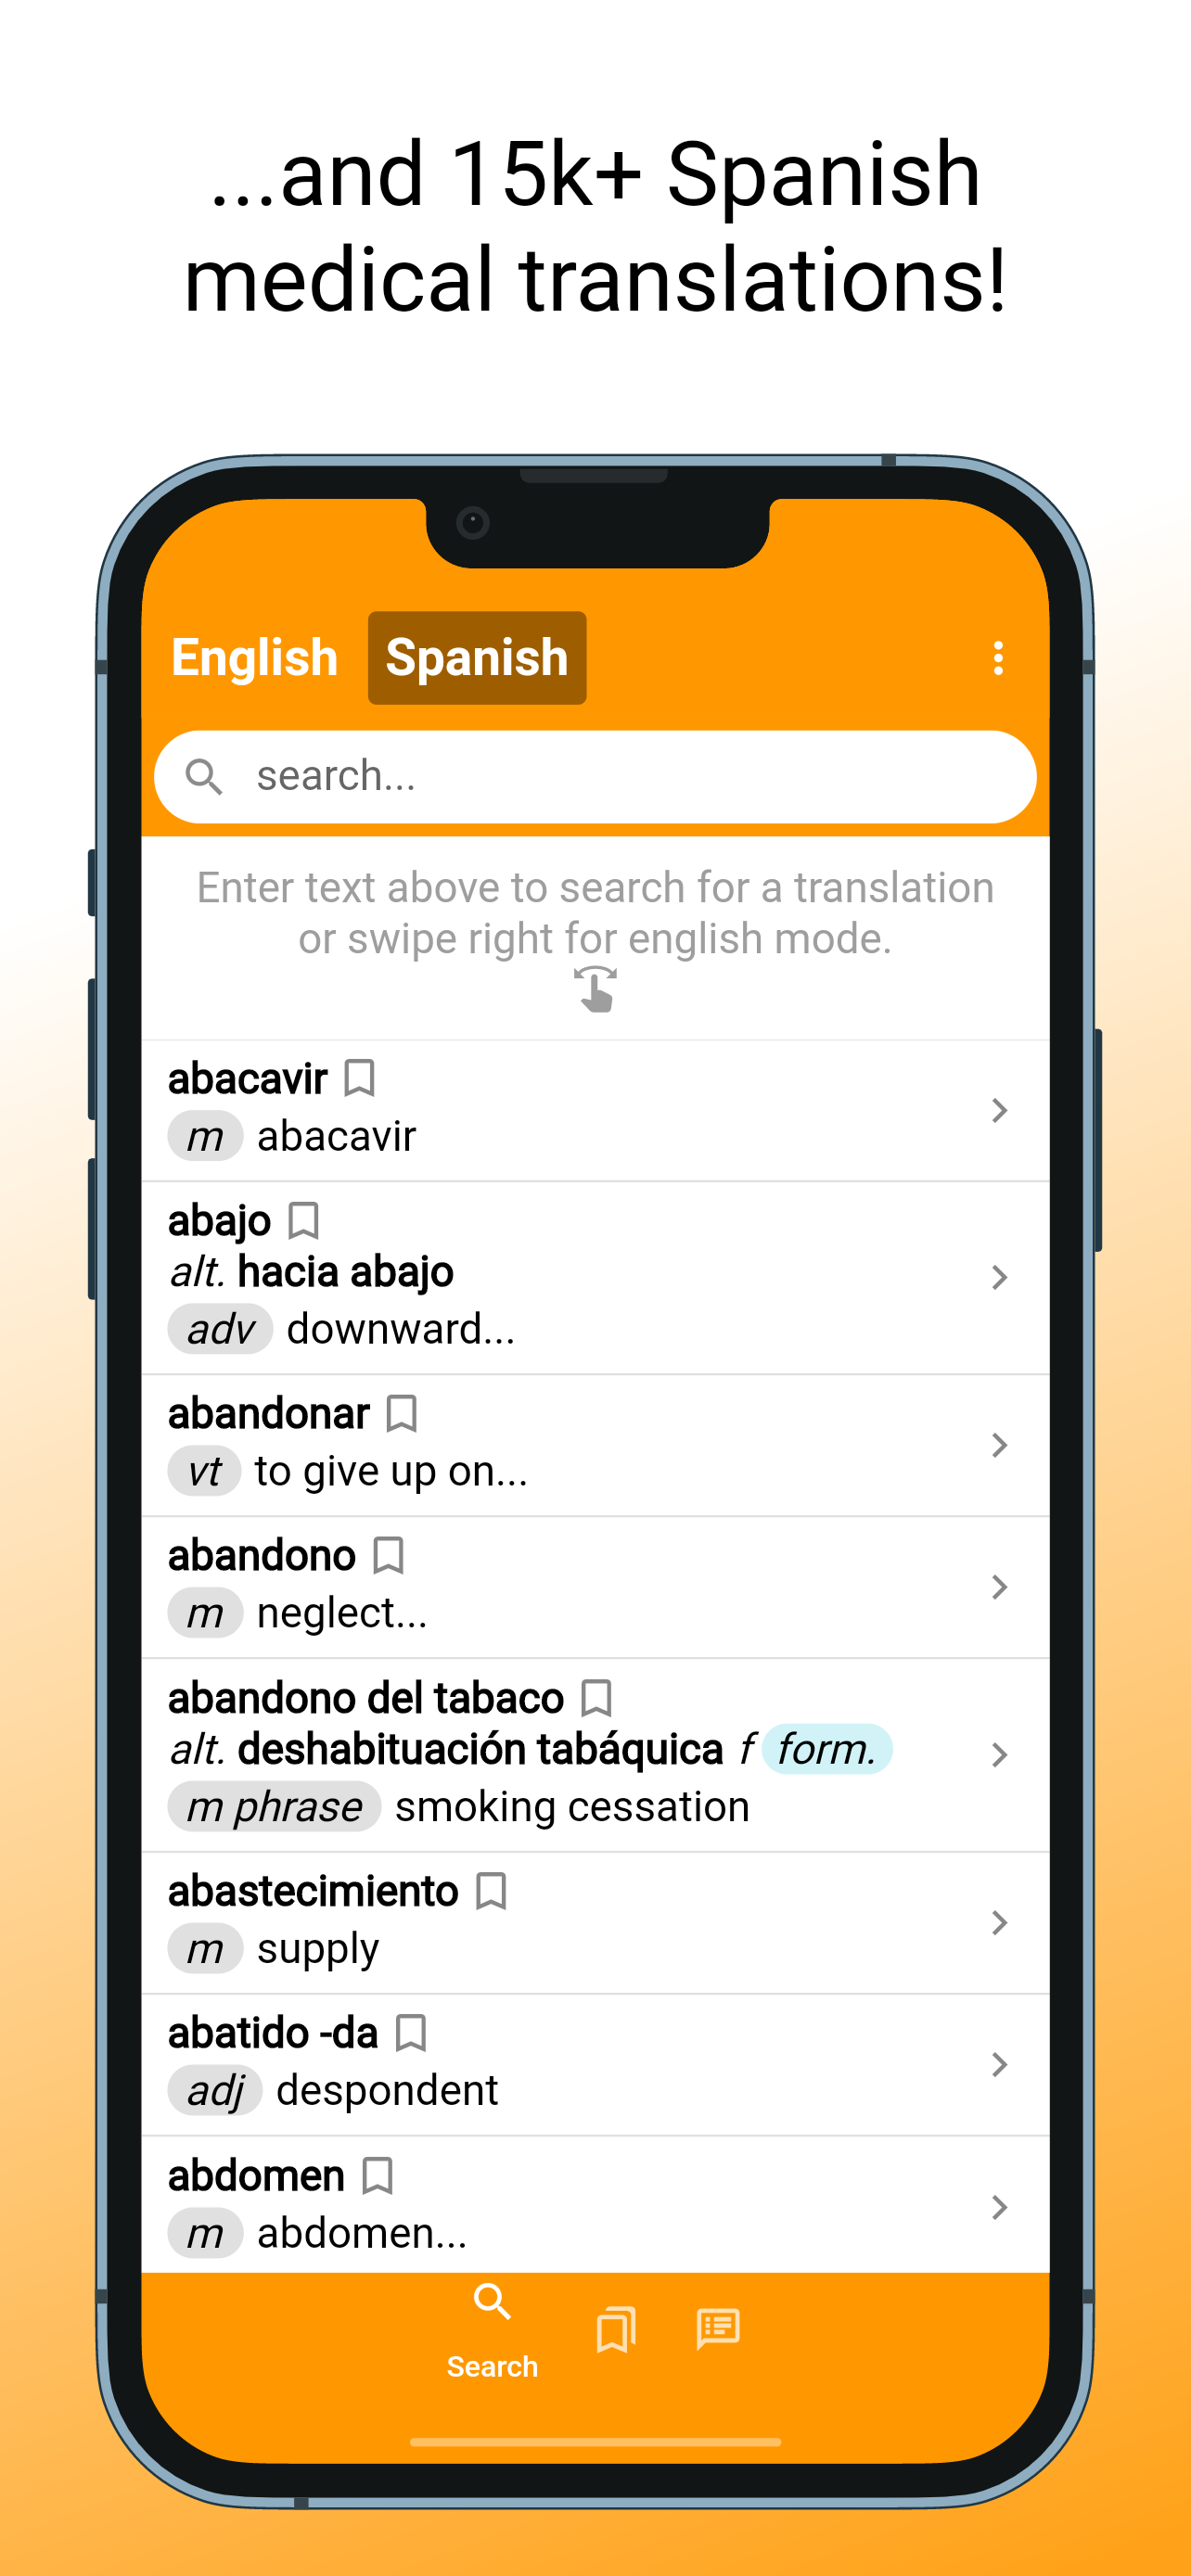 ...and 15k+ Spanish
medical translations!
English Spanish
search...
Enter text above to search for a translation
or swipe right for english mode.
abacavir
m abacavir
abajo
alt. hacia abajo
adv downward...
abandonar
vt to give up on...
abandono
m neglect...
abandono del tabaco
alt. deshabituación tabáquica f form.
m phrase smoking cessation
abastecimiento
m supply
abatido -da
adj despondent
abdomen
m abdomen...
Search